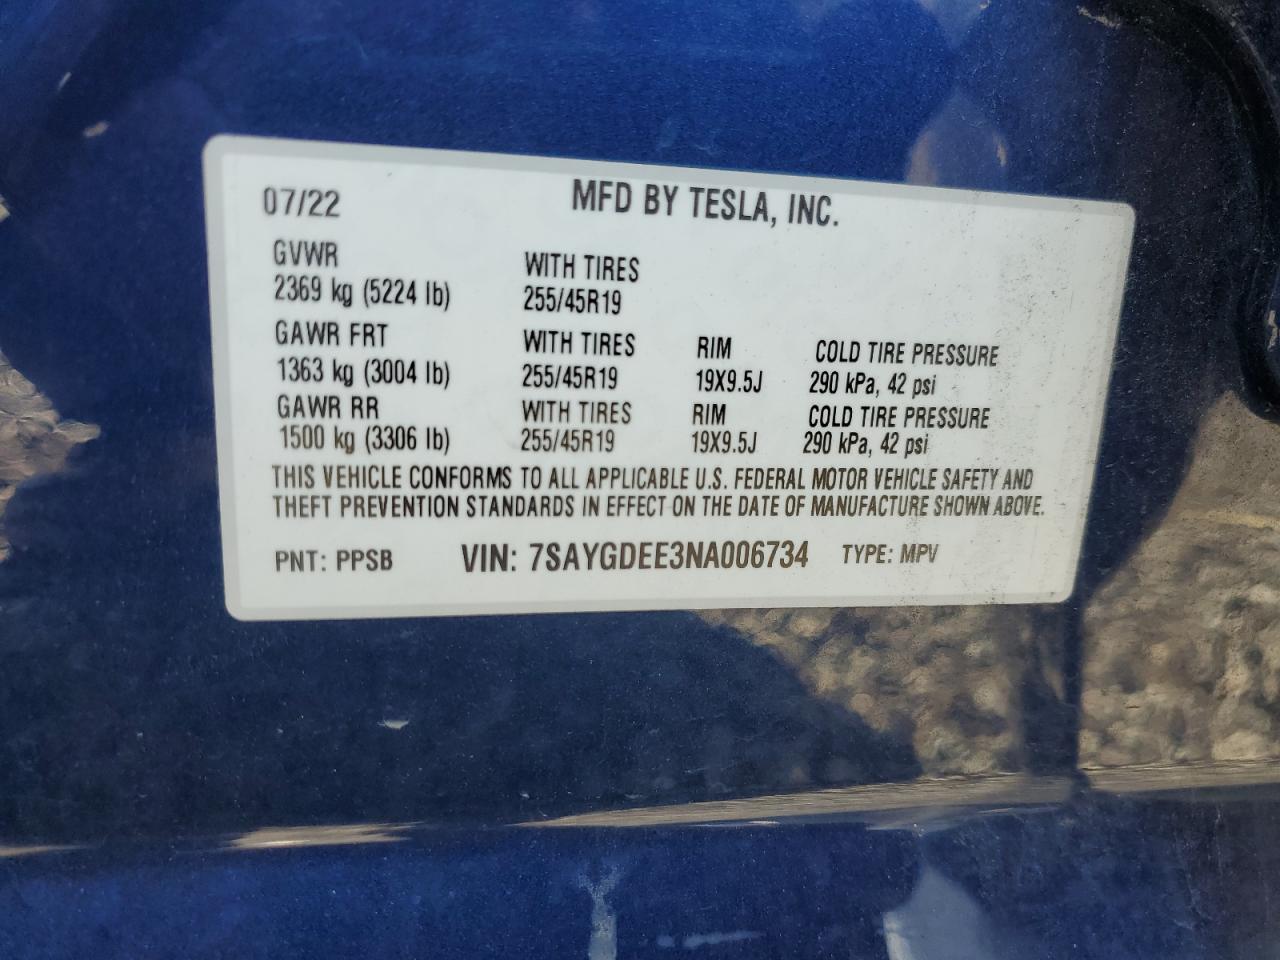 07/22 MFD BY TESLA, INC.
GVWR WITH TIRES
2369 kg (5224 lb) 255/45R19
GAWR FRT WITH TIRES RIM COLD TIRE PRESSURE
1363 kg (3004 lb) 255/45R19 19X9.5J 290 kPa, 42 psi
GAWR RR WITH TIRES RIM COLD TIRE PRESSURE
1500 kg (3306 lb) 255/45R19 19X9.5J 290 kPa, 42 psi
THIS VEHICLE CONFORMS TO ALL APPLICABLE U.S. FEDERAL MOTOR VEHICLE SAFETY AND
THEFT PREVENTION STANDARDS IN EFFECT ON THE DATE OF MANUFACTURE SHOWN ABOVE.
PNT: PPSB VIN: 7SAYGDEE3NA006734 TYPE: MPV